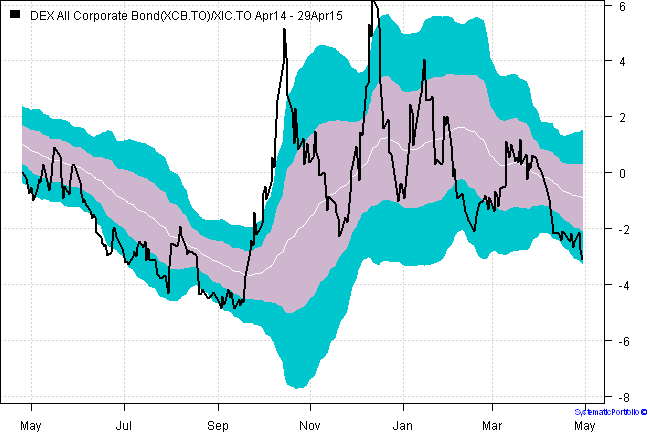 DEX All Corporate Bond(XCB.TO)/XIC.TO Apr14 - 29Apr15
6
4
2
0
-2
-4
-6
-8
SystematicPortfolio ©
May Jul Sep Nov Jan Mar May